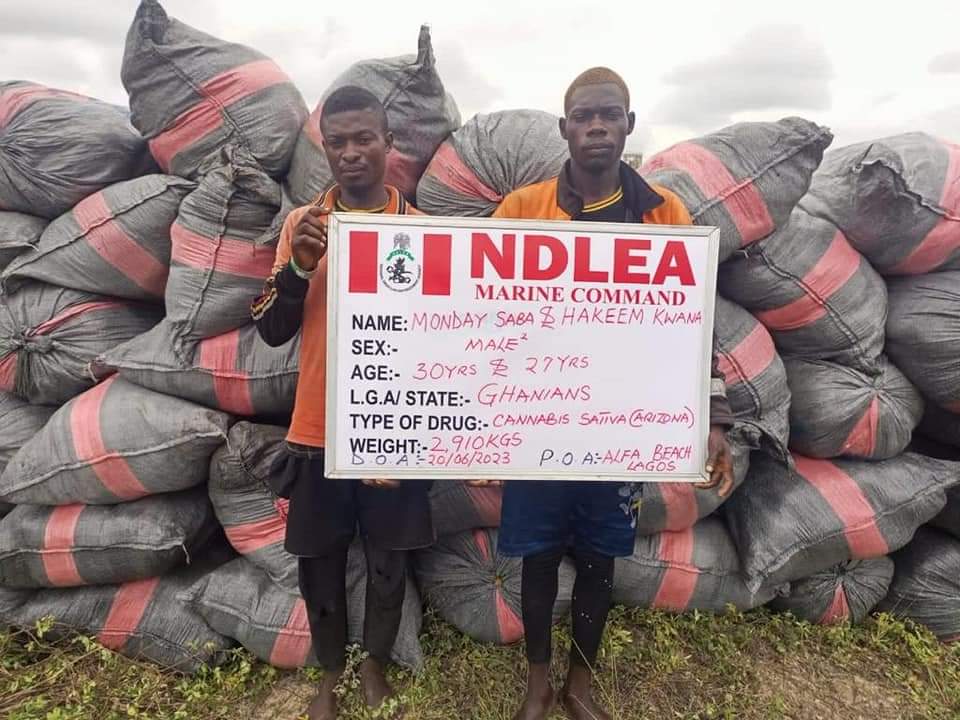 NDLEA
MARINE COMMAND
NAME:- MONDAY SABA & HAKEEM KWANA
SEX:- MALE²
AGE:- 30YRS & 27YRS
L.G.A/ STATE:- GHANIANS
TYPE OF DRUG:- CANNABIS SATIVA (ARIZONA)
WEIGHT:- 2,910KGS
D.O.A:- 20/06/2023 P.O.A:- ALFA BEACH
LAGOS